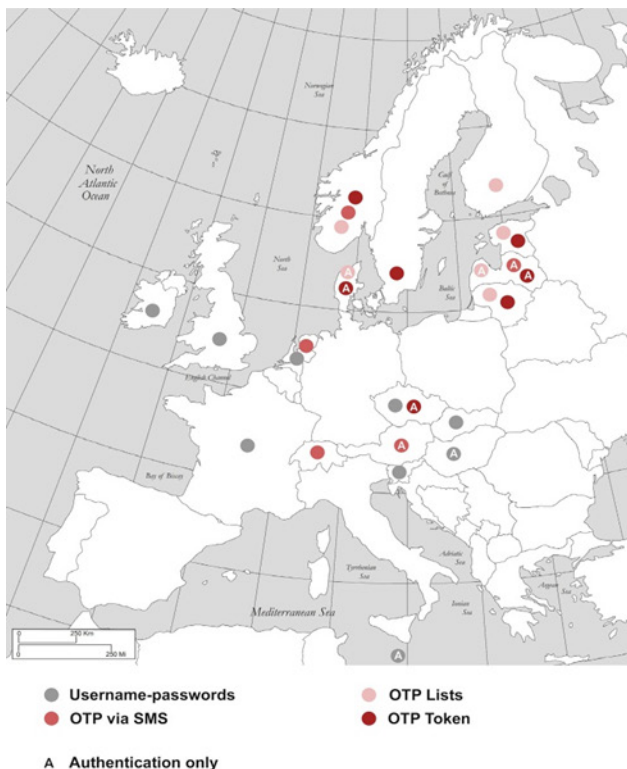 Norwegian
Sea
North
Atlantic
Ocean
Gulf
of
Bothnia
North
Sea
Baltic
Sea
A
A
A
A
A
English Channel
A
A
A
Bay of Biscay
Adriatic
Sea
Tyrrhenian
Sea
Aegean
Sea
Ionian
Sea
Mediterranean Sea
0 250 Km
0 250 Mi
A
Username-passwords
OTP Lists
OTP via SMS
OTP Token
A Authentication only